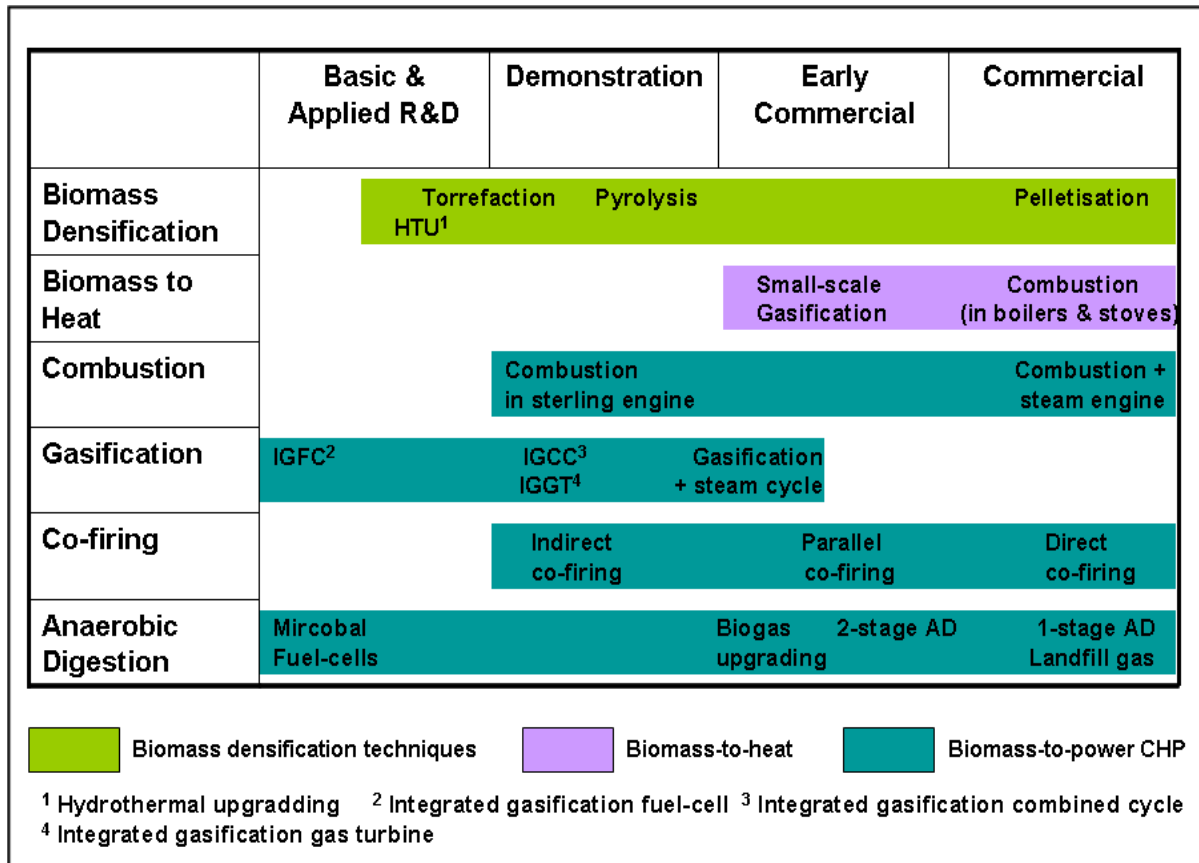 Basic & Applied R&D
Demonstration
Early Commercial
Commercial
Biomass Densification
Torrefaction Pyrolysis Pelletisation
HTU¹
Biomass to Heat
Small-scale Gasification
Combustion (in boilers & stoves)
Combustion
Combustion in sterling engine
Combustion + steam engine
Gasification
IGFC²
IGCC³
IGGT⁴
Gasification + steam cycle
Co-firing
Indirect co-firing
Parallel co-firing
Direct co-firing
Anaerobic Digestion
Mircobal Fuel-cells
Biogas upgrading
2-stage AD
1-stage AD
Landfill gas
Biomass densification techniques
Biomass-to-heat
Biomass-to-power CHP
¹ Hydrothermal upgradding ² Integrated gasification fuel-cell ³ Integrated gasification combined cycle
⁴ Integrated gasification gas turbine